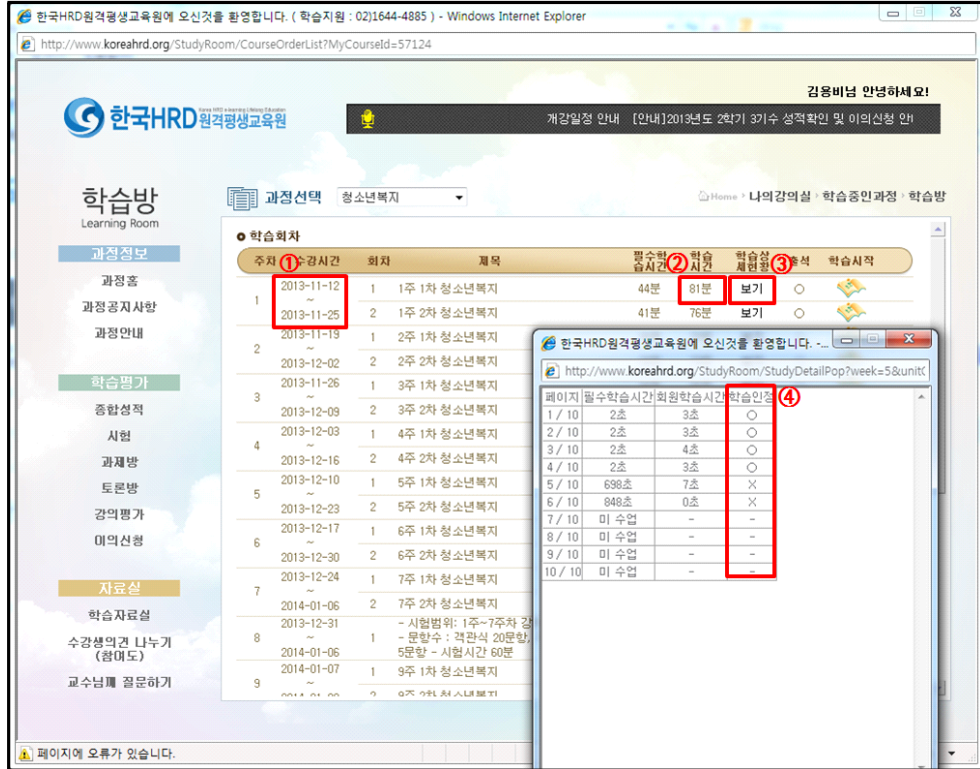 한국HRD원격평생교육원에 오신것을 환영합니다. ( 학습지원 : 02)1644-4885 ) - Windows Internet Explorer
http://www.koreahrd.org/StudyRoom/CourseOrderList?MyCourseId=57124
김용비님 안녕하세요!
한국HRD원격평생교육원
개강일정 안내 [안내]2013년도 2학기 3기수 성적확인 및 이의신청 안
학습방
Learning Room
과정선택 청소년복지
Home > 나의강의실 > 학습중인과정 > 학습방
과정정보
과정홈
과정공지사항
과정안내
학습평가
종합성적
시험
과제방
토론방
강의평가
이의신청
자료실
학습자료실
수강생의견 나누기
(참여도)
교수님께 질문하기
학습회차
주차 ① 수강시간 회차 제목 필수학습시간 ② 학습시간 학습상세현황 ③ 출석 학습시작
1 2013-11-12 ~ 2013-11-25
1 1주 1차 청소년복지 44분 81분 보기 ○
2 1주 2차 청소년복지 41분 76분 보기 ○
2 2013-11-19 ~ 2013-12-02
1 2주 1차 청소년복지
2 2주 2차 청소년복지
3 2013-11-26 ~ 2013-12-09
1 3주 1차 청소년복지
2 3주 2차 청소년복지
4 2013-12-03 ~ 2013-12-16
1 4주 1차 청소년복지
2 4주 2차 청소년복지
5 2013-12-10 ~ 2013-12-23
1 5주 1차 청소년복지
2 5주 2차 청소년복지
6 2013-12-17 ~ 2013-12-30
1 6주 1차 청소년복지
2 6주 2차 청소년복지
7 2013-12-24 ~ 2014-01-06
1 7주 1차 청소년복지
2 7주 2차 청소년복지
8 2013-12-31 ~ 2014-01-06
1 - 시험범위: 1주~7주차 강
- 문항수 : 객관식 20문항,
5문항 - 시험시간 60분
9 2014-01-07 ~
1 9주 1차 청소년복지
2 9주 2차 청소년복지
한국HRD원격평생교육원에 오신것을 환영합니다. -...
http://www.koreahrd.org/StudyRoom/StudyDetailPop?week=5&unit
페이지 필수학습시간 회원학습시간 학습인정 ④
1 / 10 2초 3초 ○
2 / 10 2초 3초 ○
3 / 10 2초 4초 ○
4 / 10 2초 3초 ○
5 / 10 698초 7초 X
6 / 10 848초 0초 X
7 / 10 미 수업 - -
8 / 10 미 수업 - -
9 / 10 미 수업 - -
10 / 10 미 수업 - -
페이지에 오류가 있습니다.